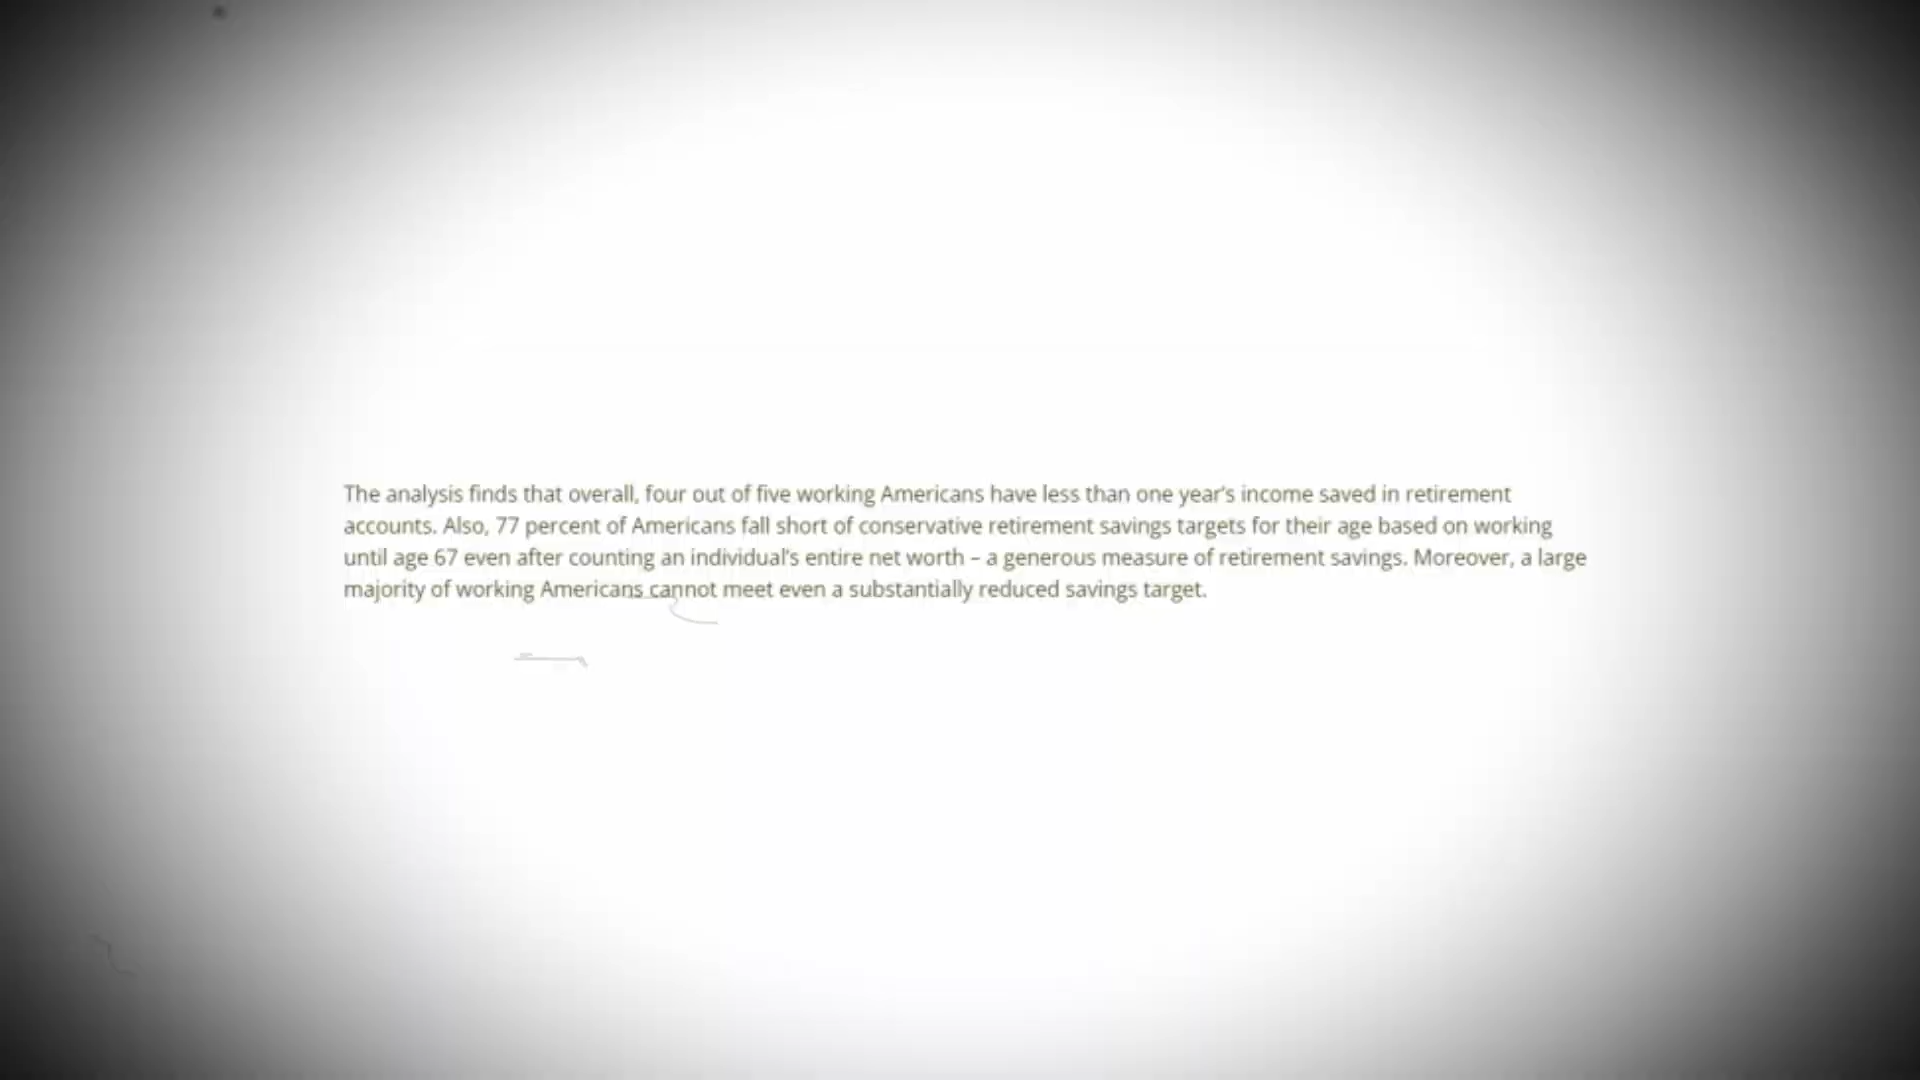 The analysis finds that overall, four out of five working Americans have less than one year's income saved in retirement
accounts. Also, 77 percent of Americans fall short of conservative retirement savings targets for their age based on working
until age 67 even after counting an individual's entire net worth – a generous measure of retirement savings. Moreover, a large
majority of working Americans cannot meet even a substantially reduced savings target.